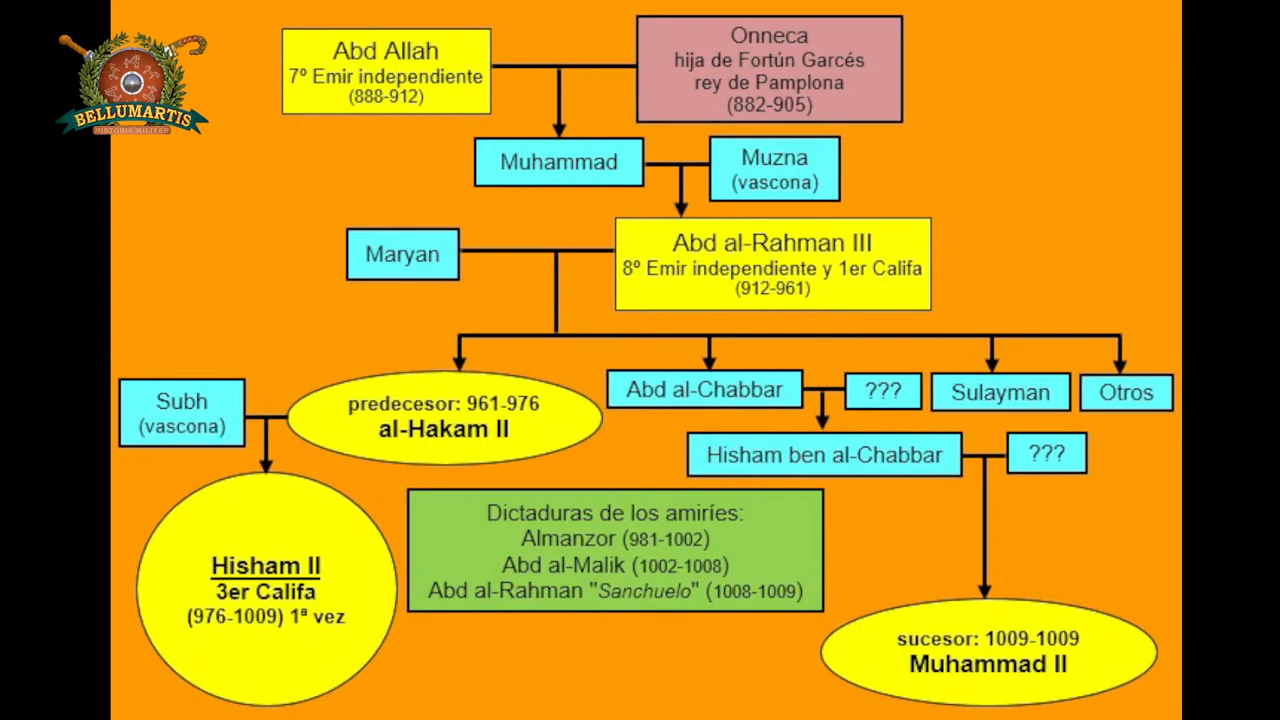 BELLUMARTIS
HISTORIA MILITAR
Abd Allah
7º Emir independiente
(888-912)
Onneca
hija de Fortún Garcés
rey de Pamplona
(882-905)
Muhammad
Muzna
(vascona)
Maryan
Abd al-Rahman III
8º Emir independiente y 1er Califa
(912-961)
Subh
(vascona)
predecesor: 961-976
al-Hakam II
Abd al-Chabbar
???
Sulayman
Otros
Hisham ben al-Chabbar
???
Hisham II
3er Califa
(976-1009) 1ª vez
Dictaduras de los amiríes:
Almanzor (981-1002)
Abd al-Malik (1002-1008)
Abd al-Rahman "Sanchuelo" (1008-1009)
sucesor: 1009-1009
Muhammad II